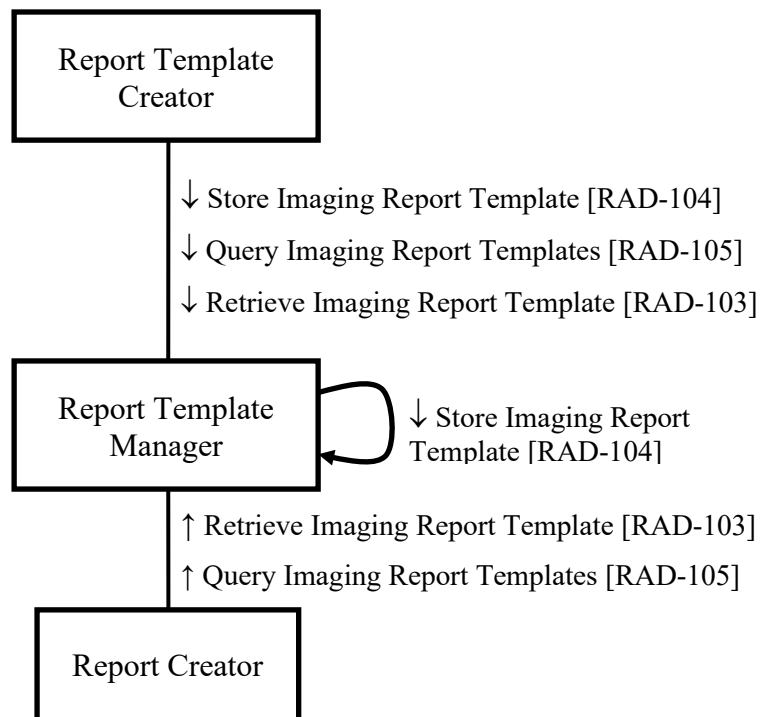 Report Template
Creator
↓ Store Imaging Report Template [RAD-104]
↓ Query Imaging Report Templates [RAD-105]
↓ Retrieve Imaging Report Template [RAD-103]
Report Template
Manager
↓ Store Imaging Report
Template [RAD-104]
↑ Retrieve Imaging Report Template [RAD-103]
↑ Query Imaging Report Templates [RAD-105]
Report Creator